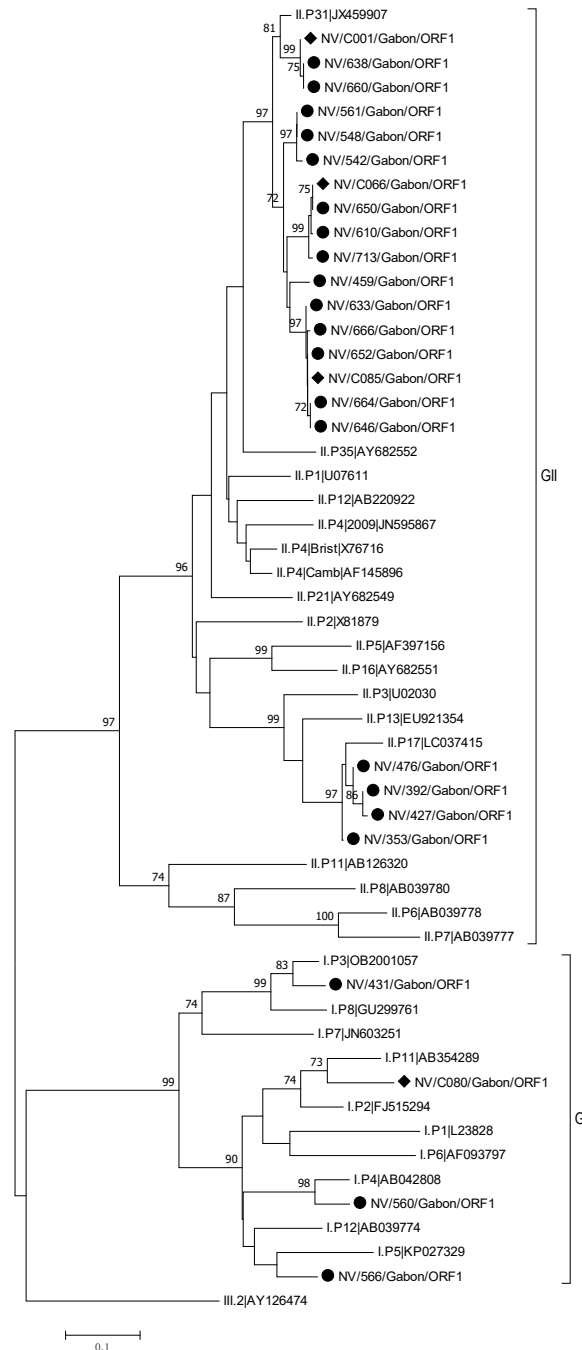 II.P31|JX459907
81
NV/C001/Gabon/ORF1
99
NV/638/Gabon/ORF1
75
NV/660/Gabon/ORF1
97
NV/561/Gabon/ORF1
97
NV/548/Gabon/ORF1
NV/542/Gabon/ORF1
75
NV/C066/Gabon/ORF1
72
NV/650/Gabon/ORF1
99
NV/610/Gabon/ORF1
NV/713/Gabon/ORF1
NV/459/Gabon/ORF1
NV/633/Gabon/ORF1
97
NV/666/Gabon/ORF1
NV/652/Gabon/ORF1
NV/C085/Gabon/ORF1
72
NV/664/Gabon/ORF1
NV/646/Gabon/ORF1
II.P35|AY682552
II.P1|U07611
GII
II.P12|AB220922
II.P4|2009|JN595867
II.P4|Brist|X76716
96
II.P4|Camb|AF145896
II.P21|AY682549
II.P2|X81879
99
II.P5|AF397156
II.P16|AY682551
II.P3|U02030
99
II.P13|EU921354
97
II.P17|LC037415
NV/476/Gabon/ORF1
97
86
NV/392/Gabon/ORF1
NV/427/Gabon/ORF1
NV/353/Gabon/ORF1
74
II.P11|AB126320
87
II.P8|AB039780
100
II.P6|AB039778
II.P7|AB039777
83
I.P3|OB2001057
99
NV/431/Gabon/ORF1
74
I.P8|GU299761
I.P7|JN603251
73
I.P11|AB354289
99
74
NV/C080/Gabon/ORF1
I.P2|FJ515294
G
I.P1|L23828
90
I.P6|AF093797
98
I.P4|AB042808
NV/560/Gabon/ORF1
I.P12|AB039774
I.P5|KP027329
NV/566/Gabon/ORF1
III.2|AY126474
0.1